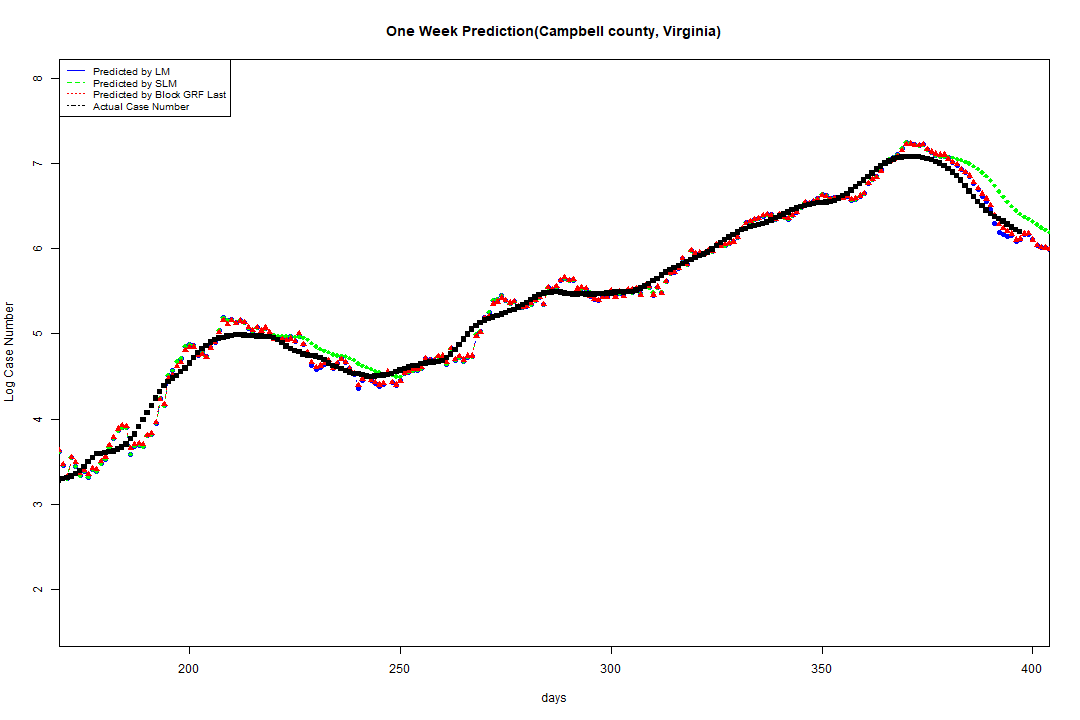 One Week Prediction(Campbell county, Virginia)
Predicted by LM
Predicted by SLM
Predicted by Block GRF Last
Actual Case Number
8
7
6
5
4
3
2
Log Case Number
200 250 300 350 400
days